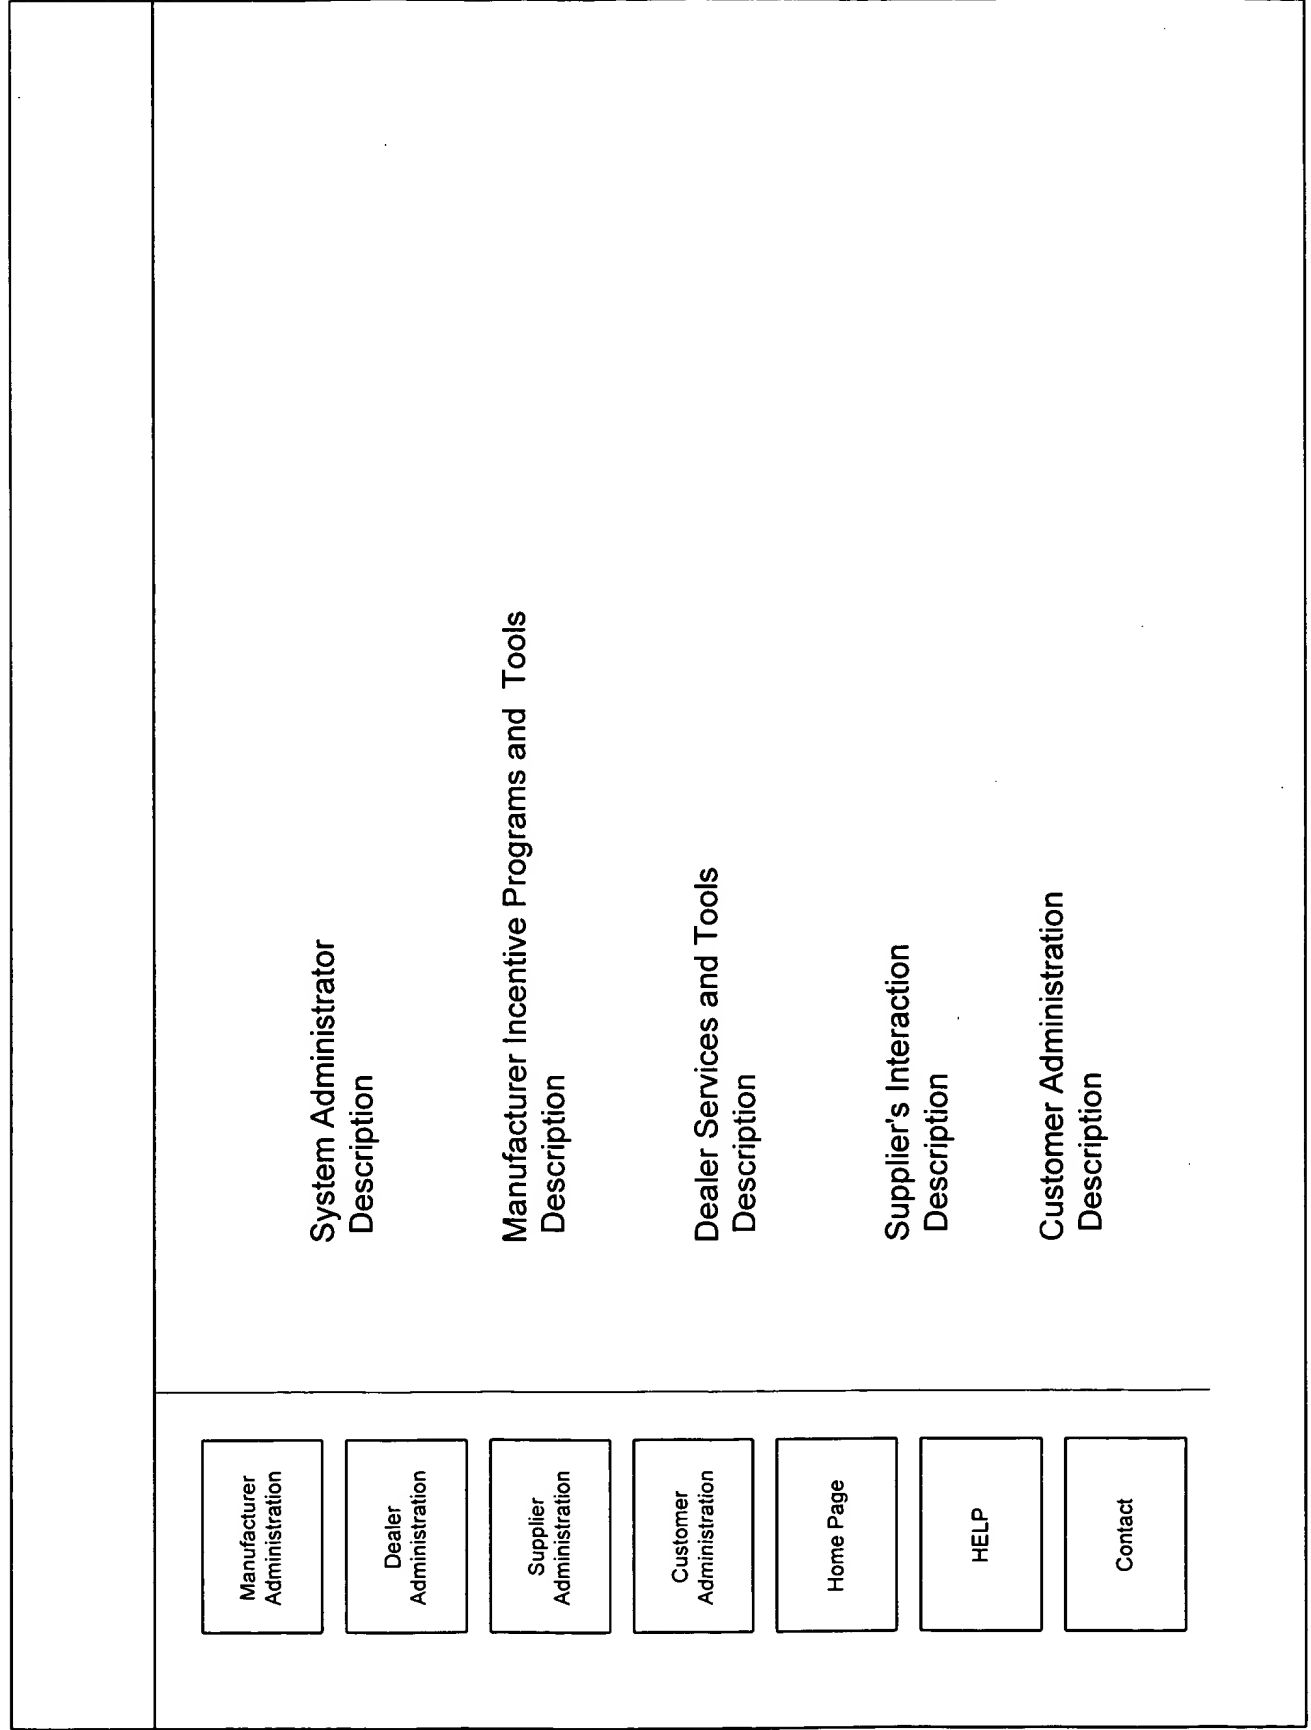 Manufacturer
Administration
Dealer
Administration
Supplier
Administration
Customer
Administration
Home Page
HELP
Contact
System Administrator
Description
Manufacturer Incentive Programs and Tools
Description
Dealer Services and Tools
Description
Supplier's Interaction
Description
Customer Administration
Description